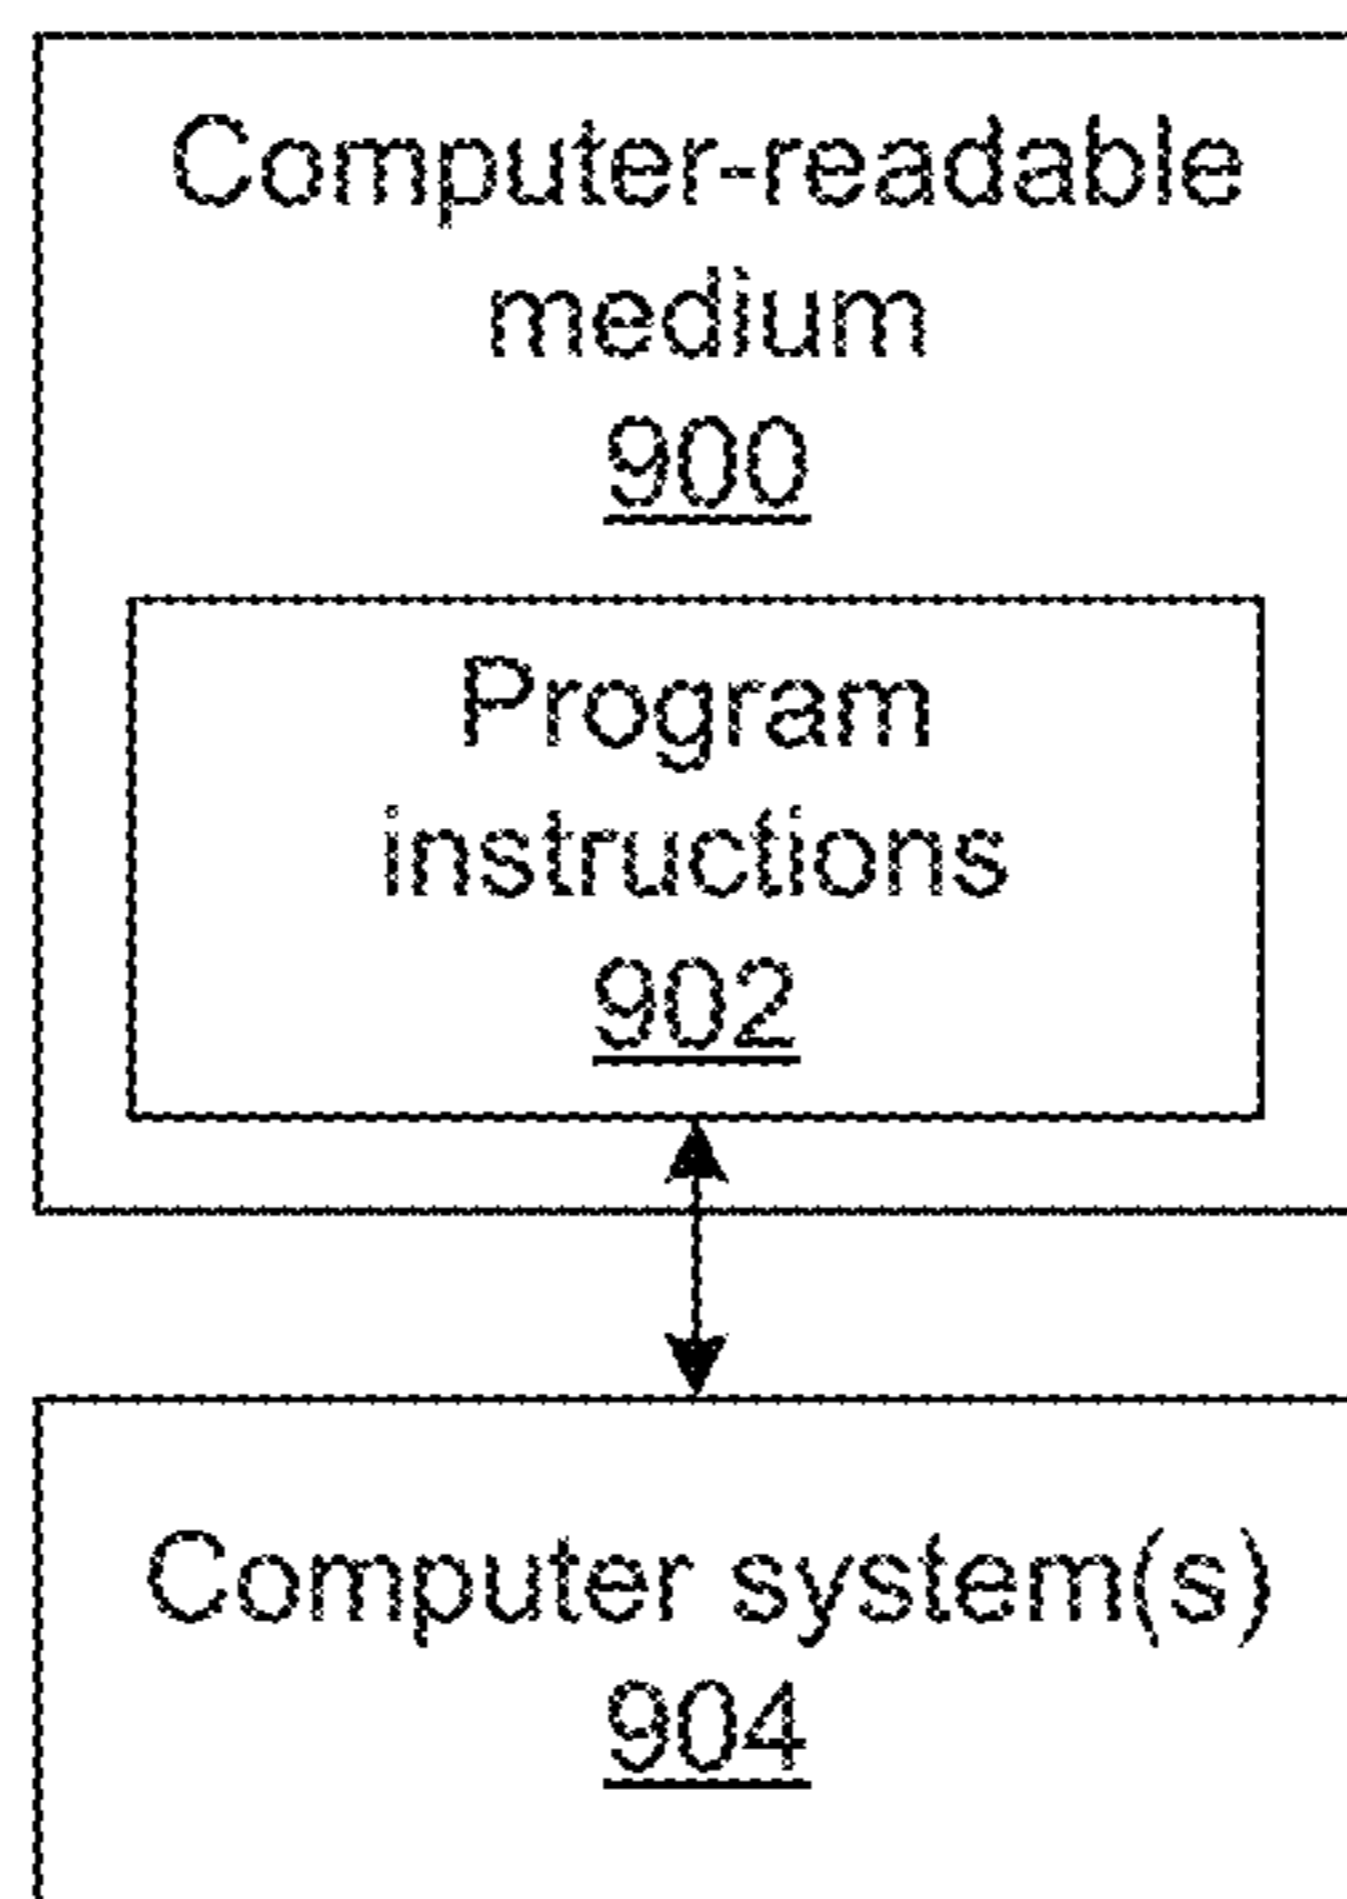 Computer-readable
medium
900
Program
instructions
902
Computer system(s)
904